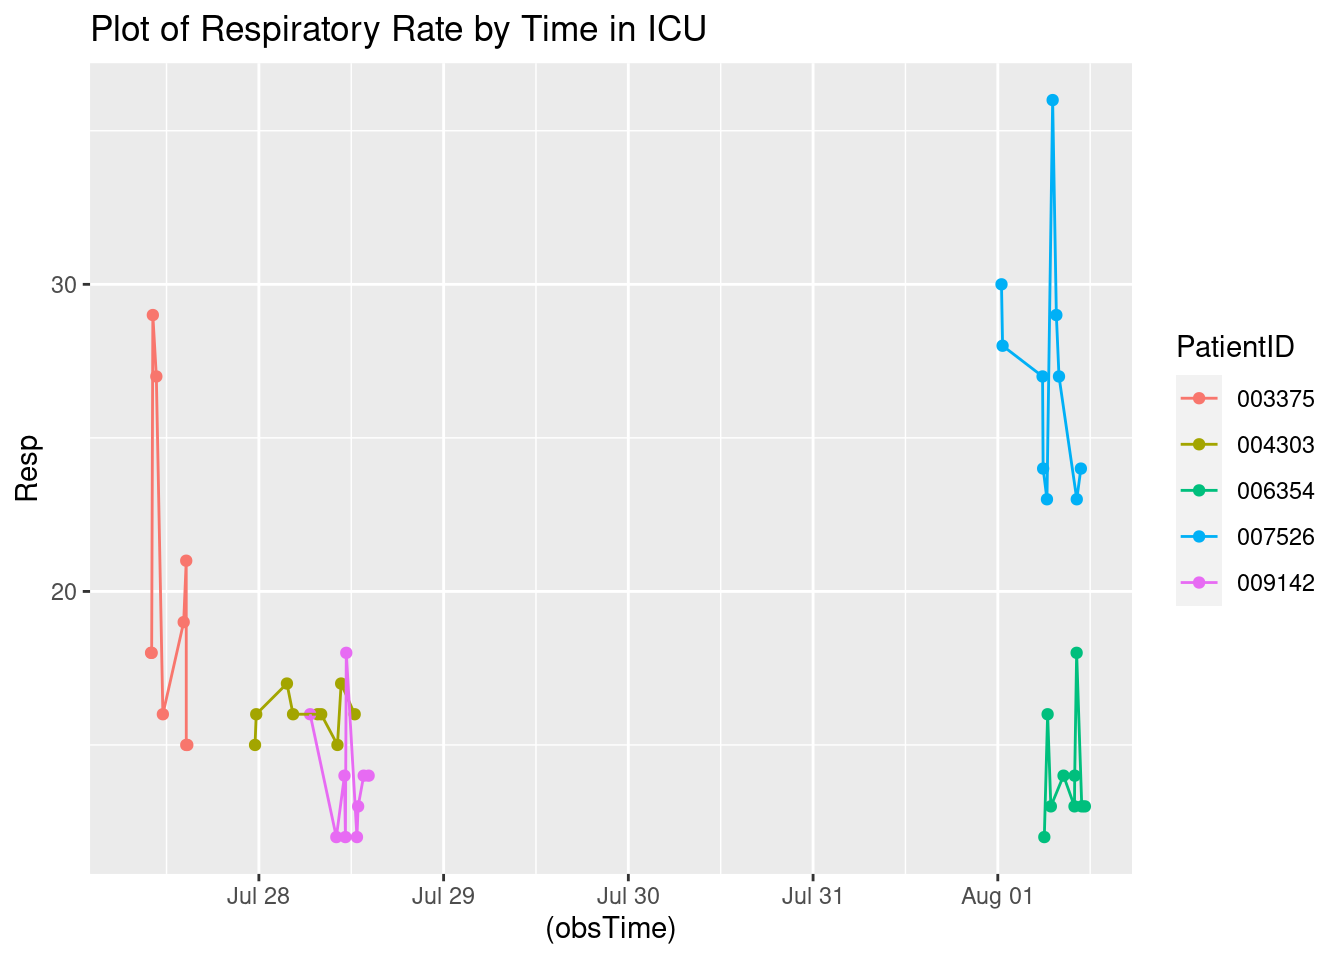 Plot of Respiratory Rate by Time in ICU
Resp
30
20
Jul 28
Jul 29
Jul 30
Jul 31
Aug 01
(obsTime)
PatientID
003375
004303
006354
007526
009142